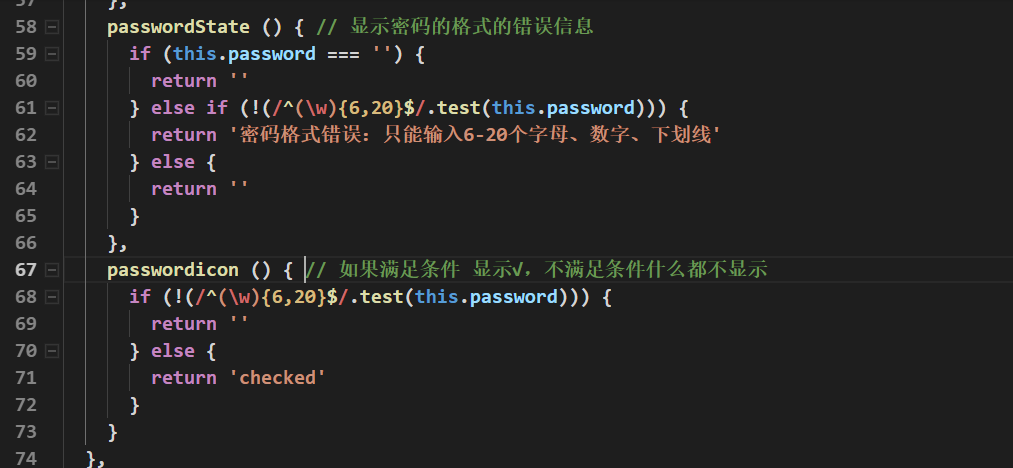 57 },
58 passwordState () { // 显示密码的格式的错误信息
59 if (this.password === '') {
60 return ''
61 } else if (!(/^(\w){6,20}$/.test(this.password))) {
62 return '密码格式错误：只能输入6-20个字母、数字、下划线'
63 } else {
64 return ''
65 }
66 },
67 passwordicon () { // 如果满足条件 显示√，不满足条件什么都不显示
68 if (!(/^(\w){6,20}$/.test(this.password))) {
69 return ''
70 } else {
71 return 'checked'
72 }
73 }
74 },